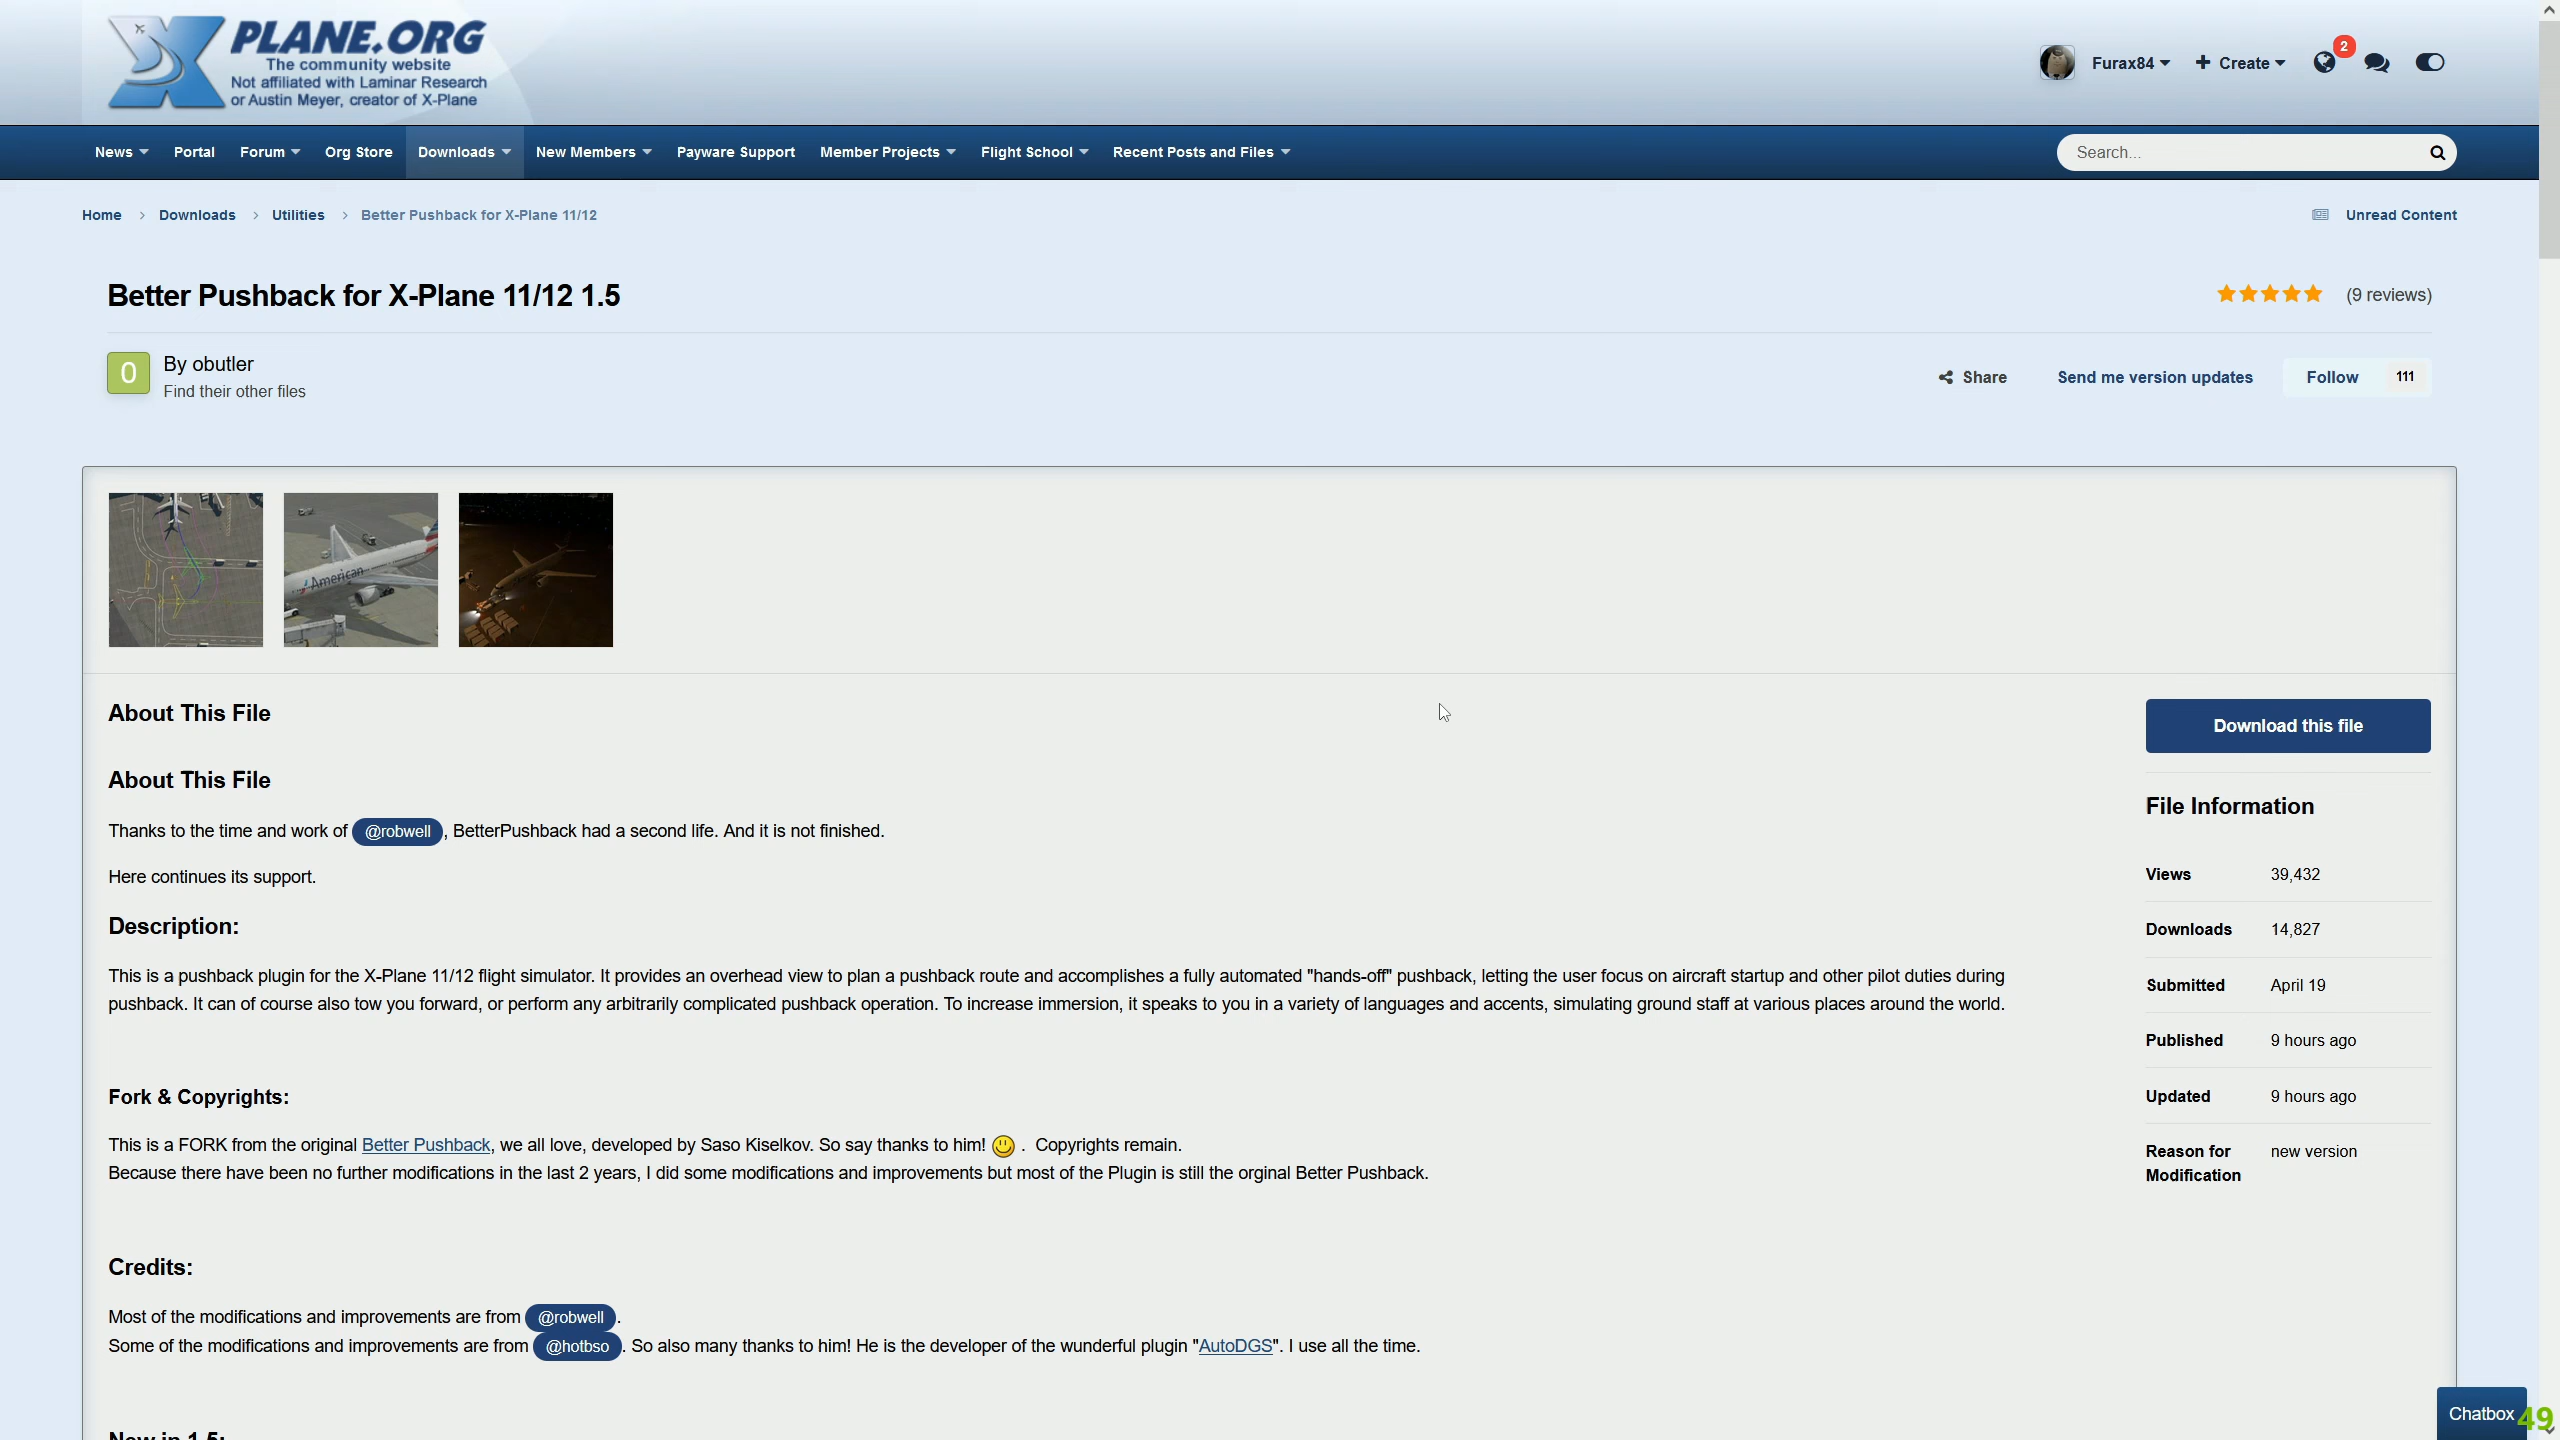 PLANE.ORG
The community website
Not affiliated with Laminar Research
or Austin Meyer, creator of X-Plane
Furax84
Create
2
News
Portal
Forum
Org Store
Downloads
New Members
Payware Support
Member Projects
Flight School
Recent Posts and Files
Search...
Home > Downloads > Utilities > Better Pushback for X-Plane 11/12
Unread Content
Better Pushback for X-Plane 11/12 1.5
(9 reviews)
O
By obutler
Find their other files
Share
Send me version updates
Follow 111
American
About This File
Download this file
About This File
Thanks to the time and work of @robwell, BetterPushback had a second life. And it is not finished.
Here continues its support.
Description:
This is a pushback plugin for the X-Plane 11/12 flight simulator. It provides an overhead view to plan a pushback route and accomplishes a fully automated "hands-off" pushback, letting the user focus on aircraft startup and other pilot duties during
pushback. It can of course also tow you forward, or perform any arbitrarily complicated pushback operation. To increase immersion, it speaks to you in a variety of languages and accents, simulating ground staff at various places around the world.
Fork & Copyrights:
This is a FORK from the original Better Pushback, we all love, developed by Saso Kiselkov. So say thanks to him! . Copyrights remain.
Because there have been no further modifications in the last 2 years, I did some modifications and improvements but most of the Plugin is still the orginal Better Pushback.
Credits:
Most of the modifications and improvements are from @robwell.
Some of the modifications and improvements are from @hotbso. So also many thanks to him! He is the developer of the wunderful plugin "AutoDGS". I use all the time.
New in 1.5:
File Information
Views 39,432
Downloads 14,827
Submitted April 19
Published 9 hours ago
Updated 9 hours ago
Reason for new version
Modification
Chatbox
49